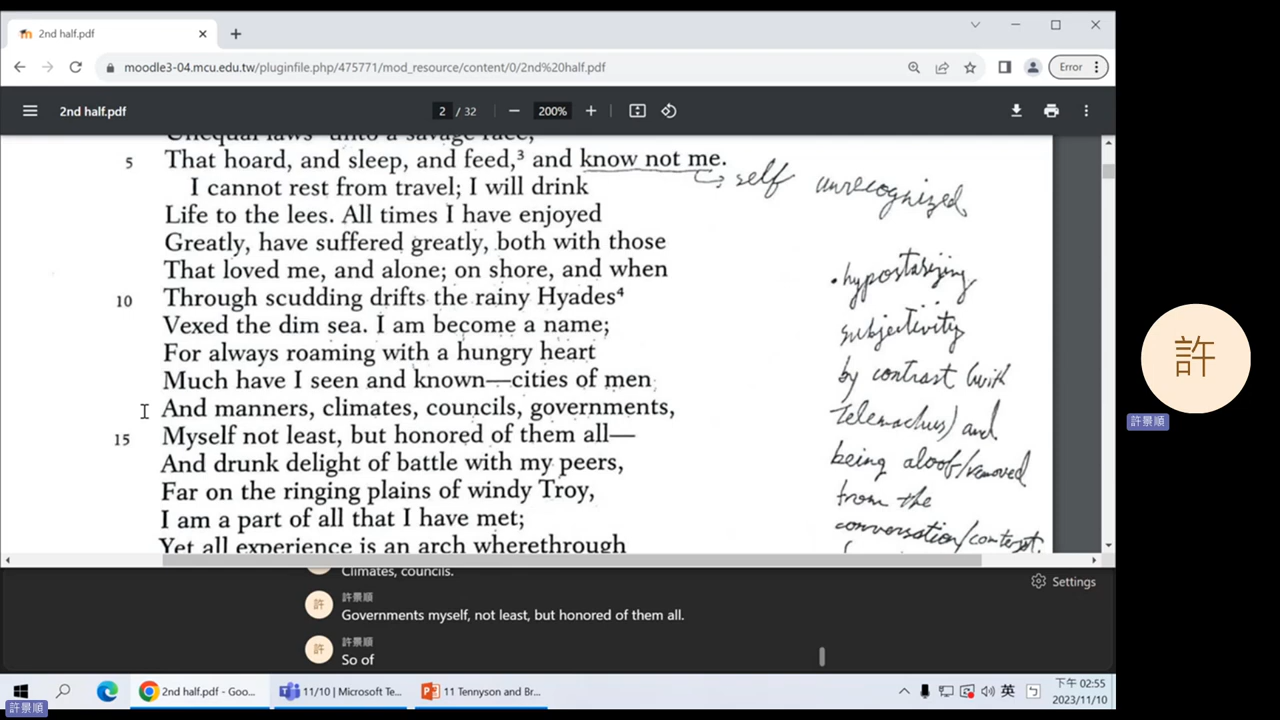 2nd half.pdf
moodle3-04.mcu.edu.tw/pluginfile.php/475771/mod_resource/content/0/2nd%20half.pdf
Error
2nd half.pdf
2 / 32
200%
Unequal laws unto a savage race,
5 That hoard, and sleep, and feed,³ and know not me.
self unrecognized
I cannot rest from travel; I will drink
Life to the lees. All times I have enjoyed
Greatly, have suffered greatly, both with those
That loved me, and alone; on shore, and when
10 Through scudding drifts the rainy Hyades⁴
Vexed the dim sea. I am become a name;
For always roaming with a hungry heart
Much have I seen and known—cities of men
And manners, climates, councils, governments,
15 Myself not least, but honored of them all—
And drunk delight of battle with my peers,
Far on the ringing plains of windy Troy,
I am a part of all that I have met;
Yet all experience is an arch wherethrough
• hypostasizing
subjectivity
by contrast (with
Telemachus) and
being aloof/removed
from the
conversation/context.
許
許景順
Climates, councils.
許
許景順
Governments myself, not least, but honored of them all.
許
許景順
So of
Settings
2nd half.pdf - Goo...
11/10 | Microsoft Te...
11 Tennyson and Br...
英
下午 02:55
2023/11/10
許景順